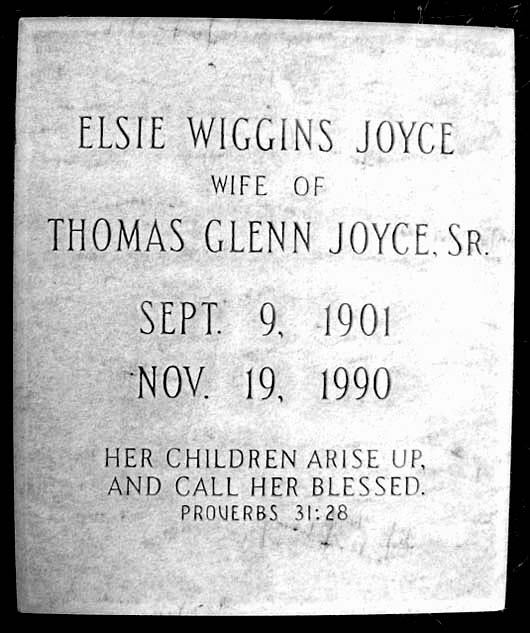 ELSIE WIGGINS JOYCE
WIFE OF
THOMAS GLENN JOYCE, SR.
SEPT. 9, 1901
NOV. 19, 1990
HER CHILDREN ARISE UP,
AND CALL HER BLESSED.
PROVERBS 31:28